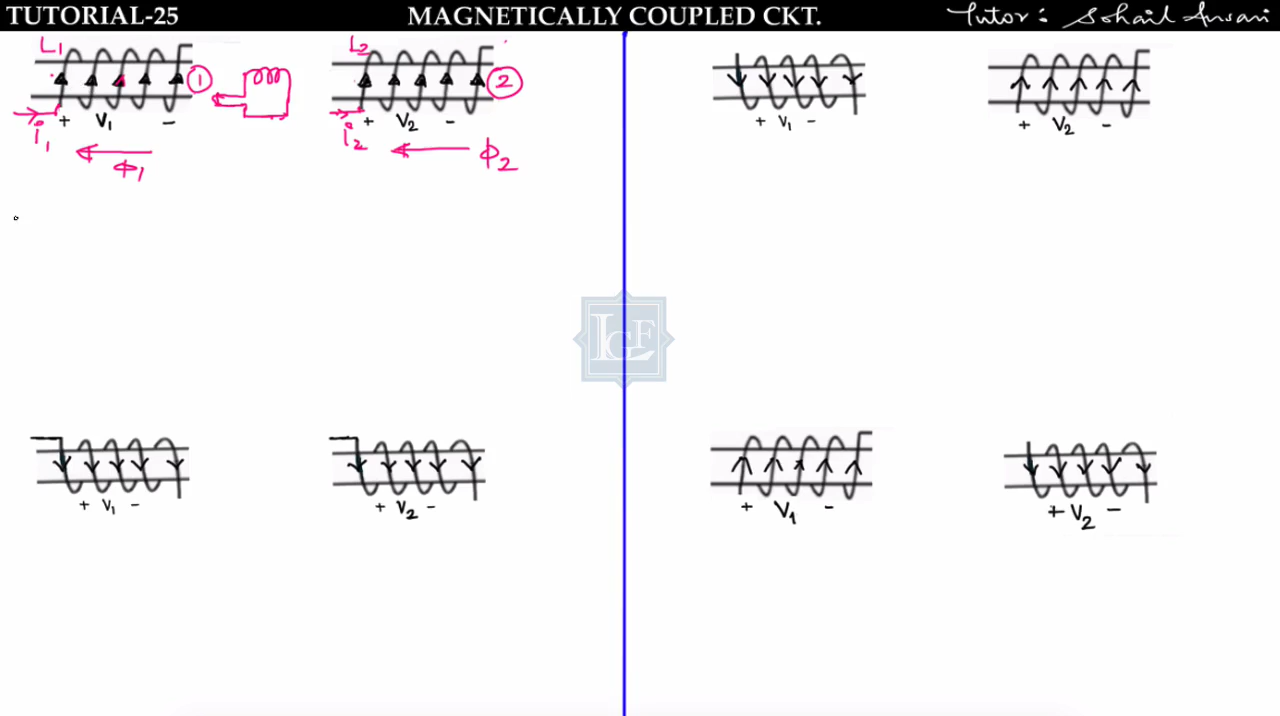 TUTORIAL-25 MAGNETICALLY COUPLED CKT. Tutor: Sohail Ansari
L1 L2
1 2
+ V1 - + V2 - + V1 - + V2 -
i1 i2
ϕ1 ϕ2
LGF
+ V1 - + V2 - + V1 - + V2 -